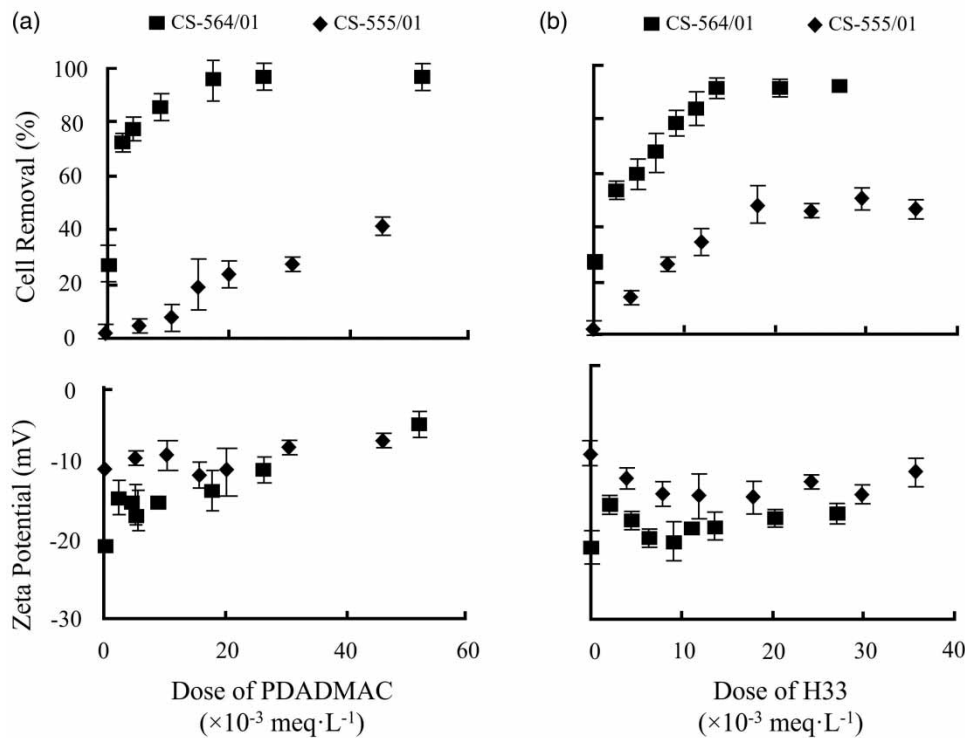 (a)
■ CS-564/01 ◆ CS-555/01
(b)
■ CS-564/01 ◆ CS-555/01
Cell Removal (%)
100
80
60
40
20
0
Zeta Potential (mV)
0
-10
-20
-30
0 20 40 60
Dose of PDADMAC
(×10⁻³ meq·L⁻¹)
0 10 20 30 40
Dose of H33
(×10⁻³ meq·L⁻¹)